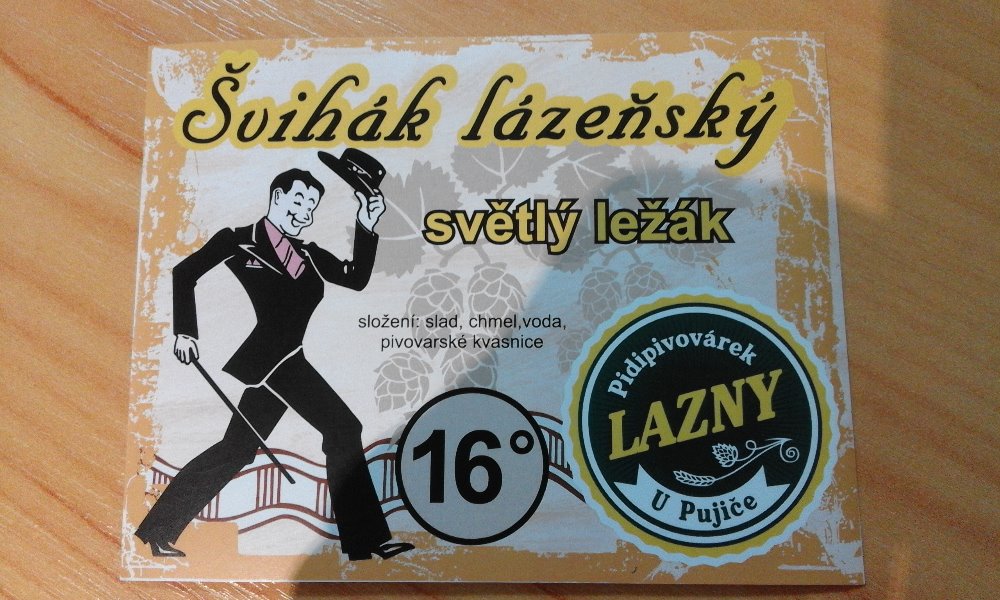 Švihák lázeňský
světlý ležák
složení: slad, chmel,voda,
pivovarské kvasnice
16°
Pidipivovárek
LAZNY
U Pujiče